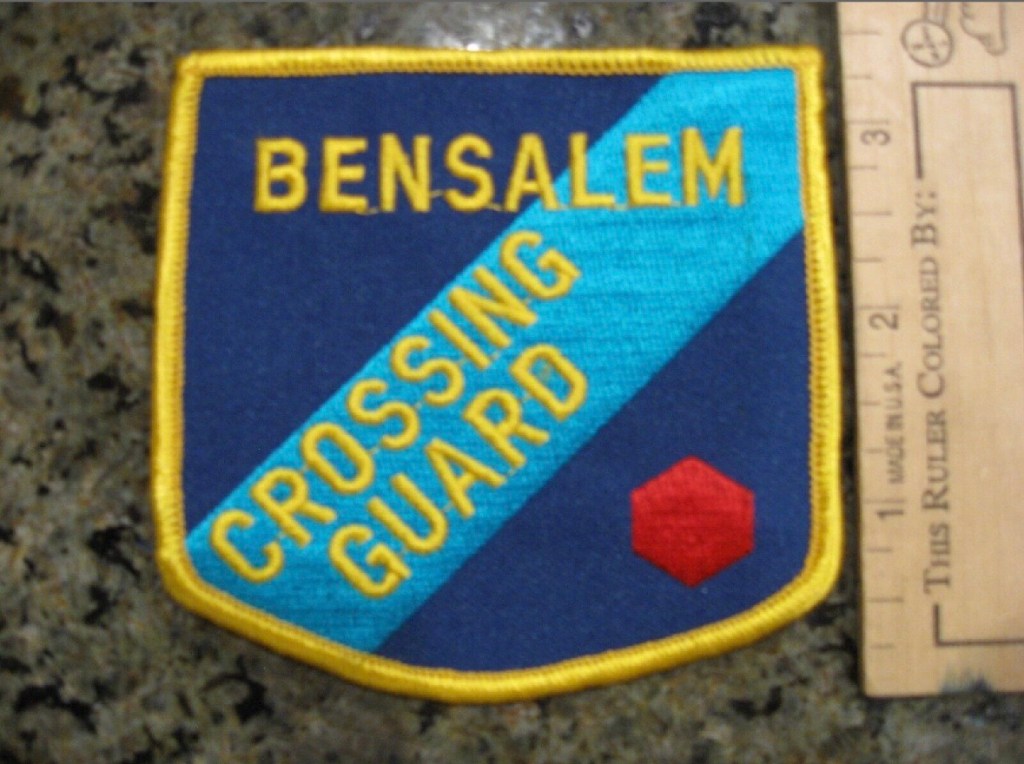 BENSALEM
CROSSING
GUARD
1 2 3
MADE IN U.S.A.
THIS RULER COLORED BY: